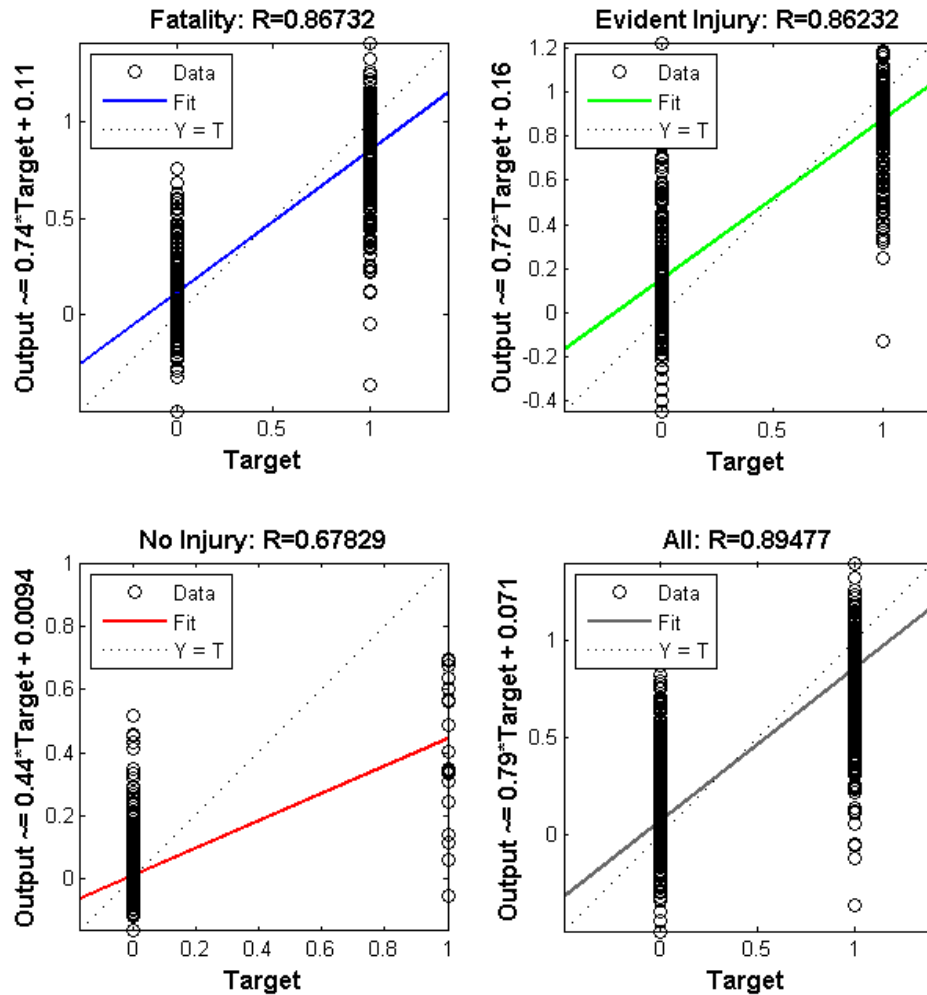 Fatality: R=0.86732
Output ~= 0.74*Target + 0.11
Data
Fit
Y = T
1
0.5
0
0
0.5
1
Target
Evident Injury: R=0.86232
Output ~= 0.72*Target + 0.16
Data
Fit
Y = T
1.2
1
0.8
0.6
0.4
0.2
0
-0.2
-0.4
0
0.5
1
Target
No Injury: R=0.67829
Output ~= 0.44*Target + 0.0094
Data
Fit
Y = T
1
0.8
0.6
0.4
0.2
0
0
0.2
0.4
0.6
0.8
1
Target
All: R=0.89477
Output ~= 0.79*Target + 0.071
Data
Fit
Y = T
1
0.5
0
0
0.5
1
Target